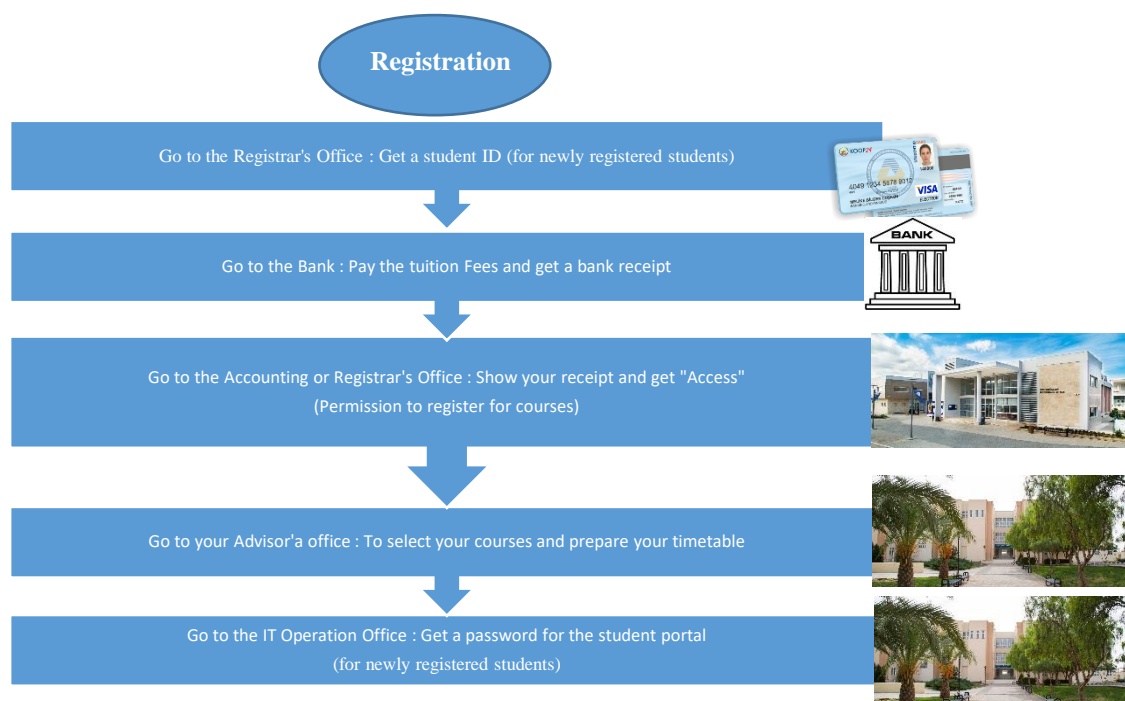 Registration
Go to the Registrar's Office : Get a student ID (for newly registered students)
KOOP
VISA
Go to the Bank : Pay the tuition Fees and get a bank receipt
BANK
Go to the Accounting or Registrar's Office : Show your receipt and get "Access"
(Permission to register for courses)
Go to your Advisor'a office : To select your courses and prepare your timetable
Go to the IT Operation Office : Get a password for the student portal
(for newly registered students)